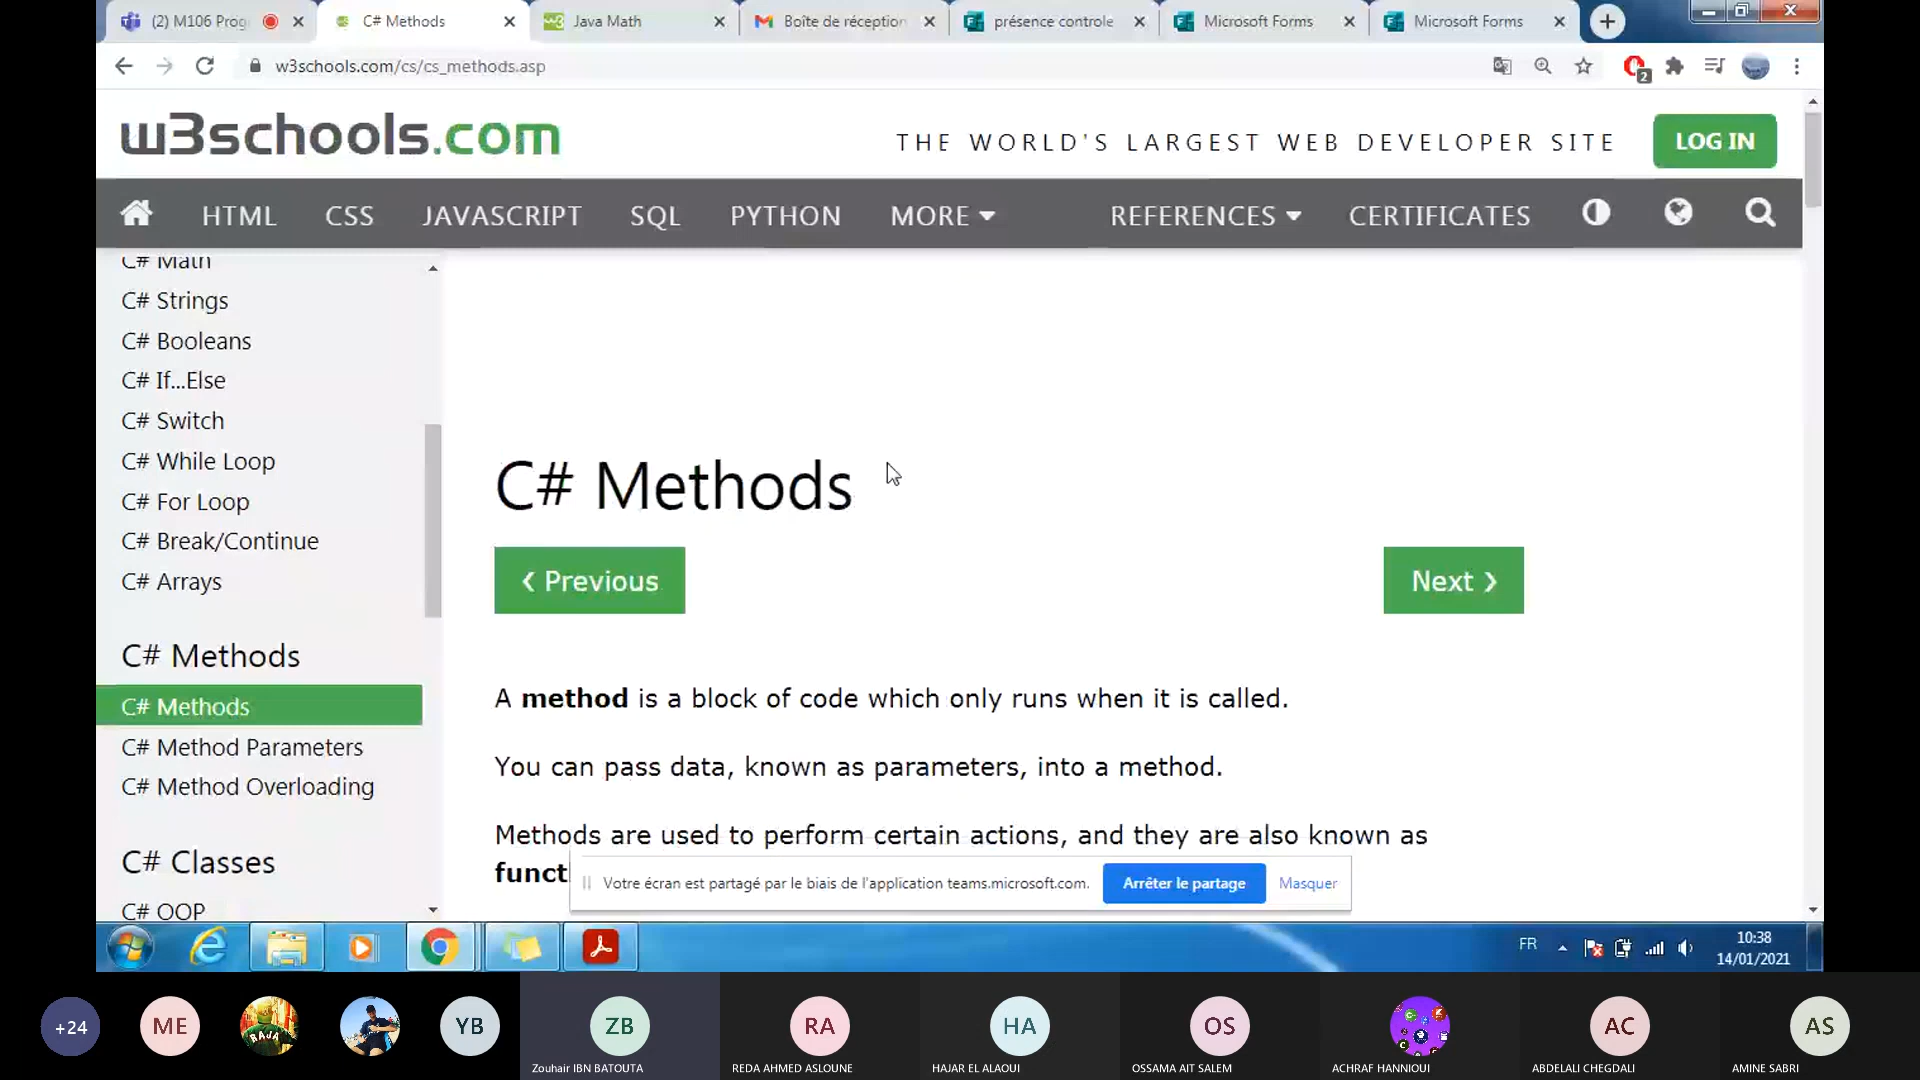 (2) M106 Prog
C# Methods
Java Math
Boîte de réception
présence controle
Microsoft Forms
Microsoft Forms
w3schools.com/cs/cs_methods.asp
2
w3schools.com
THE WORLD'S LARGEST WEB DEVELOPER SITE
LOG IN
HTML
CSS
JAVASCRIPT
SQL
PYTHON
MORE
REFERENCES
CERTIFICATES
C# Math
C# Strings
C# Booleans
C# If...Else
C# Switch
C# While Loop
C# For Loop
C# Break/Continue
C# Arrays
C# Methods
C# Methods
C# Method Parameters
C# Method Overloading
C# Classes
C# OOP
C# Methods
❮ Previous
Next ❯
A method is a block of code which only runs when it is called.
You can pass data, known as parameters, into a method.
Methods are used to perform certain actions, and they are also known as
funct
Votre écran est partagé par le biais de l'application teams.microsoft.com.
Arrêter le partage
Masquer
FR
10:38
14/01/2021
+24
ME
RAJA
YB
ZB
Zouhair IBN BATOUTA
RA
REDA AHMED ASLOUNE
HA
HAJAR EL ALAOUI
OS
OSSAMA AIT SALEM
ACHRAF HANNIOUI
AC
ABDELALI CHEGDALI
AS
AMINE SABRI